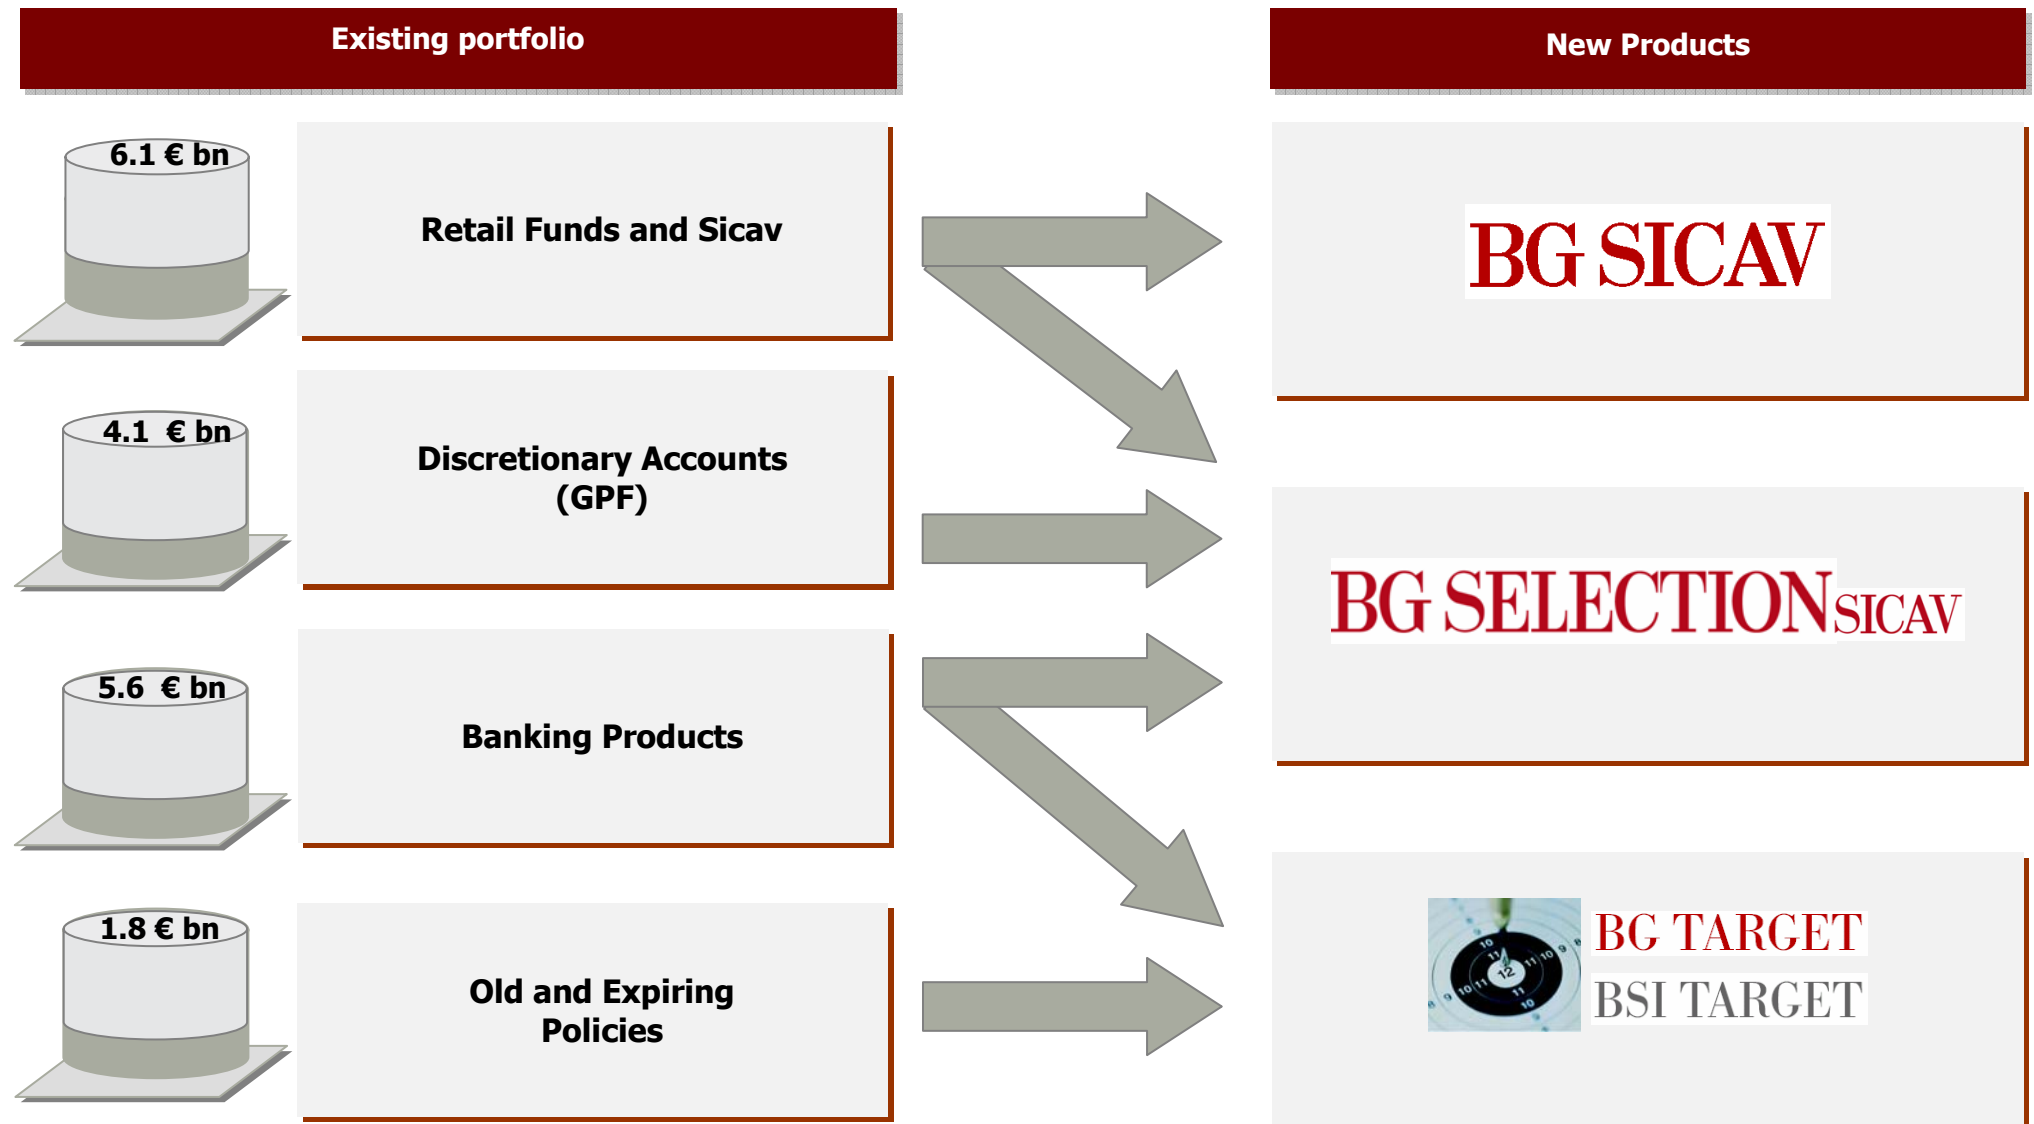 Existing portfolio
New Products
6.1 € bn
Retail Funds and Sicav
BG SICAV
4.1 € bn
Discretionary Accounts
(GPF)
BG SELECTION SICAV
5.6 € bn
Banking Products
1.8 € bn
Old and Expiring
Policies
BG TARGET
BSI TARGET